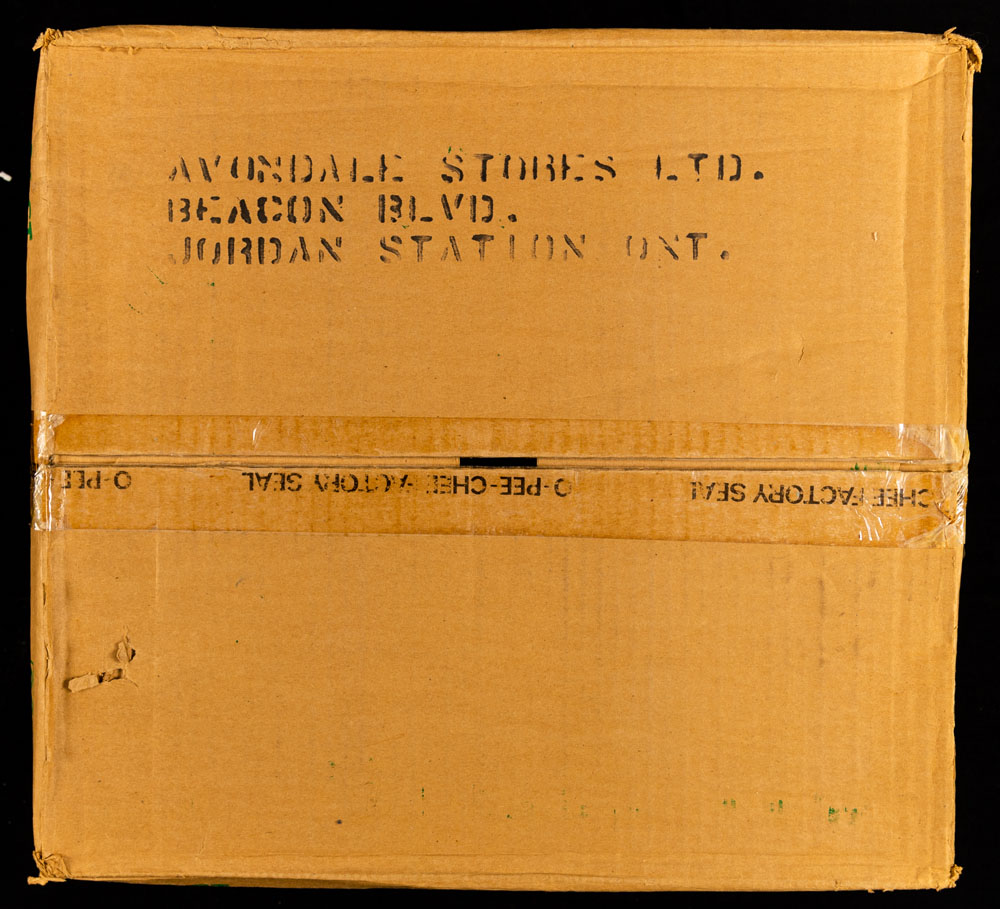 AVONDALE STORES LTD.
BEACON BLVD.
JORDAN STATION ONT.
CHEE FACTORY SEAL O-PEE-CHEE FACTORY SEAL O-PEE-